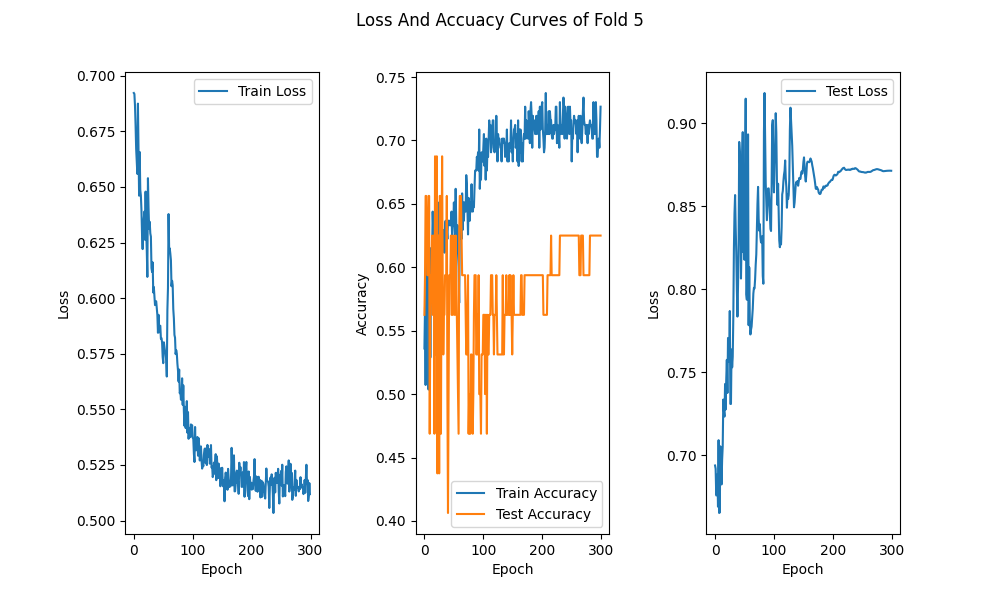 Loss And Accuacy Curves of Fold 5
0.700
0.675
0.650
0.625
0.600
0.575
0.550
0.525
0.500
Loss
0 100 200 300
Epoch
Train Loss
0.75
0.70
0.65
0.60
0.55
0.50
0.45
0.40
Accuracy
0 100 200 300
Epoch
Train Accuracy
Test Accuracy
0.90
0.85
0.80
0.75
0.70
Loss
0 100 200 300
Epoch
Test Loss